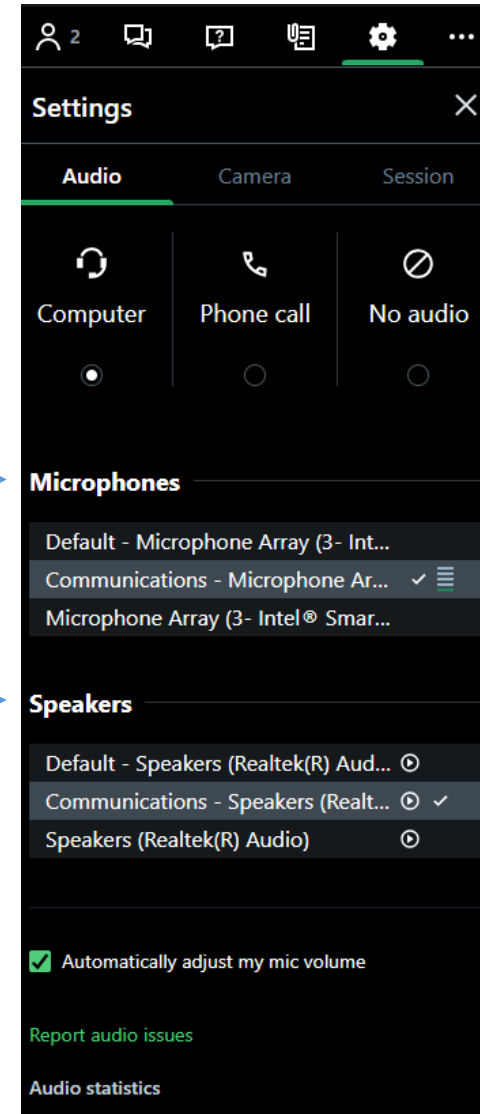 2
Settings
Audio Camera Session
Computer Phone call No audio
Microphones
Default - Microphone Array (3- Int...
Communications - Microphone Ar...
Microphone Array (3- Intel® Smar...
Speakers
Default - Speakers (Realtek(R) Aud...
Communications - Speakers (Realt...
Speakers (Realtek(R) Audio)
Automatically adjust my mic volume
Report audio issues
Audio statistics